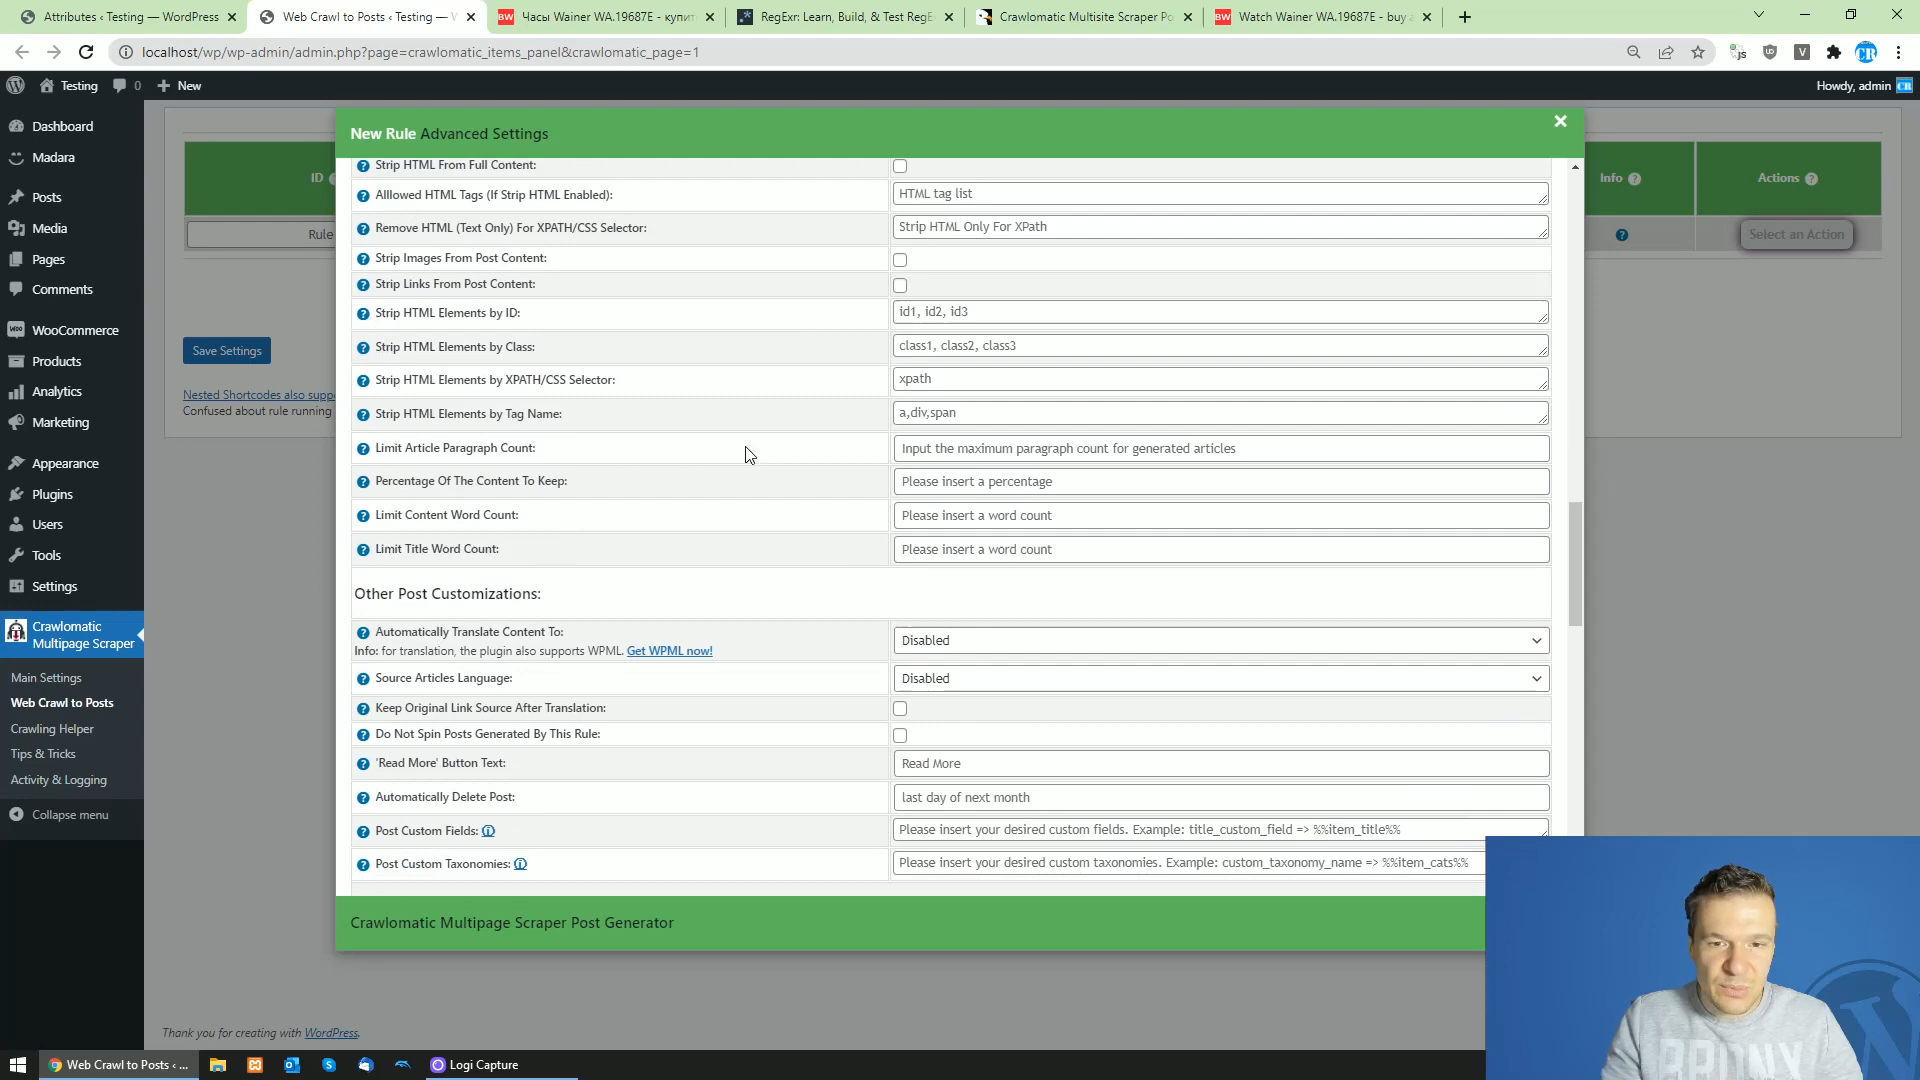 Attributes ‹ Testing — WordPress
Web Crawl to Posts ‹ Testing —
BW Часы Wainer WA.19687E - купит
RegExr: Learn, Build, & Test RegE
Crawlomatic Multisite Scraper Po
BW Watch Wainer WA.19687E - buy
localhost/wp/wp-admin/admin.php?page=crawlomatic_items_panel&crawlomatic_page=1
Testing
0
New
Howdy, admin
Dashboard
Madara
Posts
Media
Pages
Comments
WooCommerce
Products
Analytics
Marketing
Appearance
Plugins
Users
Tools
Settings
Crawlomatic
Multipage Scraper
Main Settings
Web Crawl to Posts
Crawling Helper
Tips & Tricks
Activity & Logging
Collapse menu
ID
Rule
Save Settings
Nested Shortcodes also supp
Confused about rule running
Info
Actions
Select an Action
New Rule Advanced Settings
Strip HTML From Full Content:
Alllowed HTML Tags (If Strip HTML Enabled):
HTML tag list
Remove HTML (Text Only) For XPATH/CSS Selector:
Strip HTML Only For XPath
Strip Images From Post Content:
Strip Links From Post Content:
Strip HTML Elements by ID:
id1, id2, id3
Strip HTML Elements by Class:
class1, class2, class3
Strip HTML Elements by XPATH/CSS Selector:
xpath
Strip HTML Elements by Tag Name:
a,div,span
Limit Article Paragraph Count:
Input the maximum paragraph count for generated articles
Percentage Of The Content To Keep:
Please insert a percentage
Limit Content Word Count:
Please insert a word count
Limit Title Word Count:
Please insert a word count
Other Post Customizations:
Automatically Translate Content To:
Info: for translation, the plugin also supports WPML. Get WPML now!
Disabled
Source Articles Language:
Disabled
Keep Original Link Source After Translation:
Do Not Spin Posts Generated By This Rule:
'Read More' Button Text:
Read More
Automatically Delete Post:
last day of next month
Post Custom Fields:
Please insert your desired custom fields. Example: title_custom_field => %%item_title%%
Post Custom Taxonomies:
Please insert your desired custom taxonomies. Example: custom_taxonomy_name => %%item_cats%%
Crawlomatic Multipage Scraper Post Generator
Thank you for creating with WordPress.
BRONX
Web Crawl to Posts ‹ ...
Logi Capture